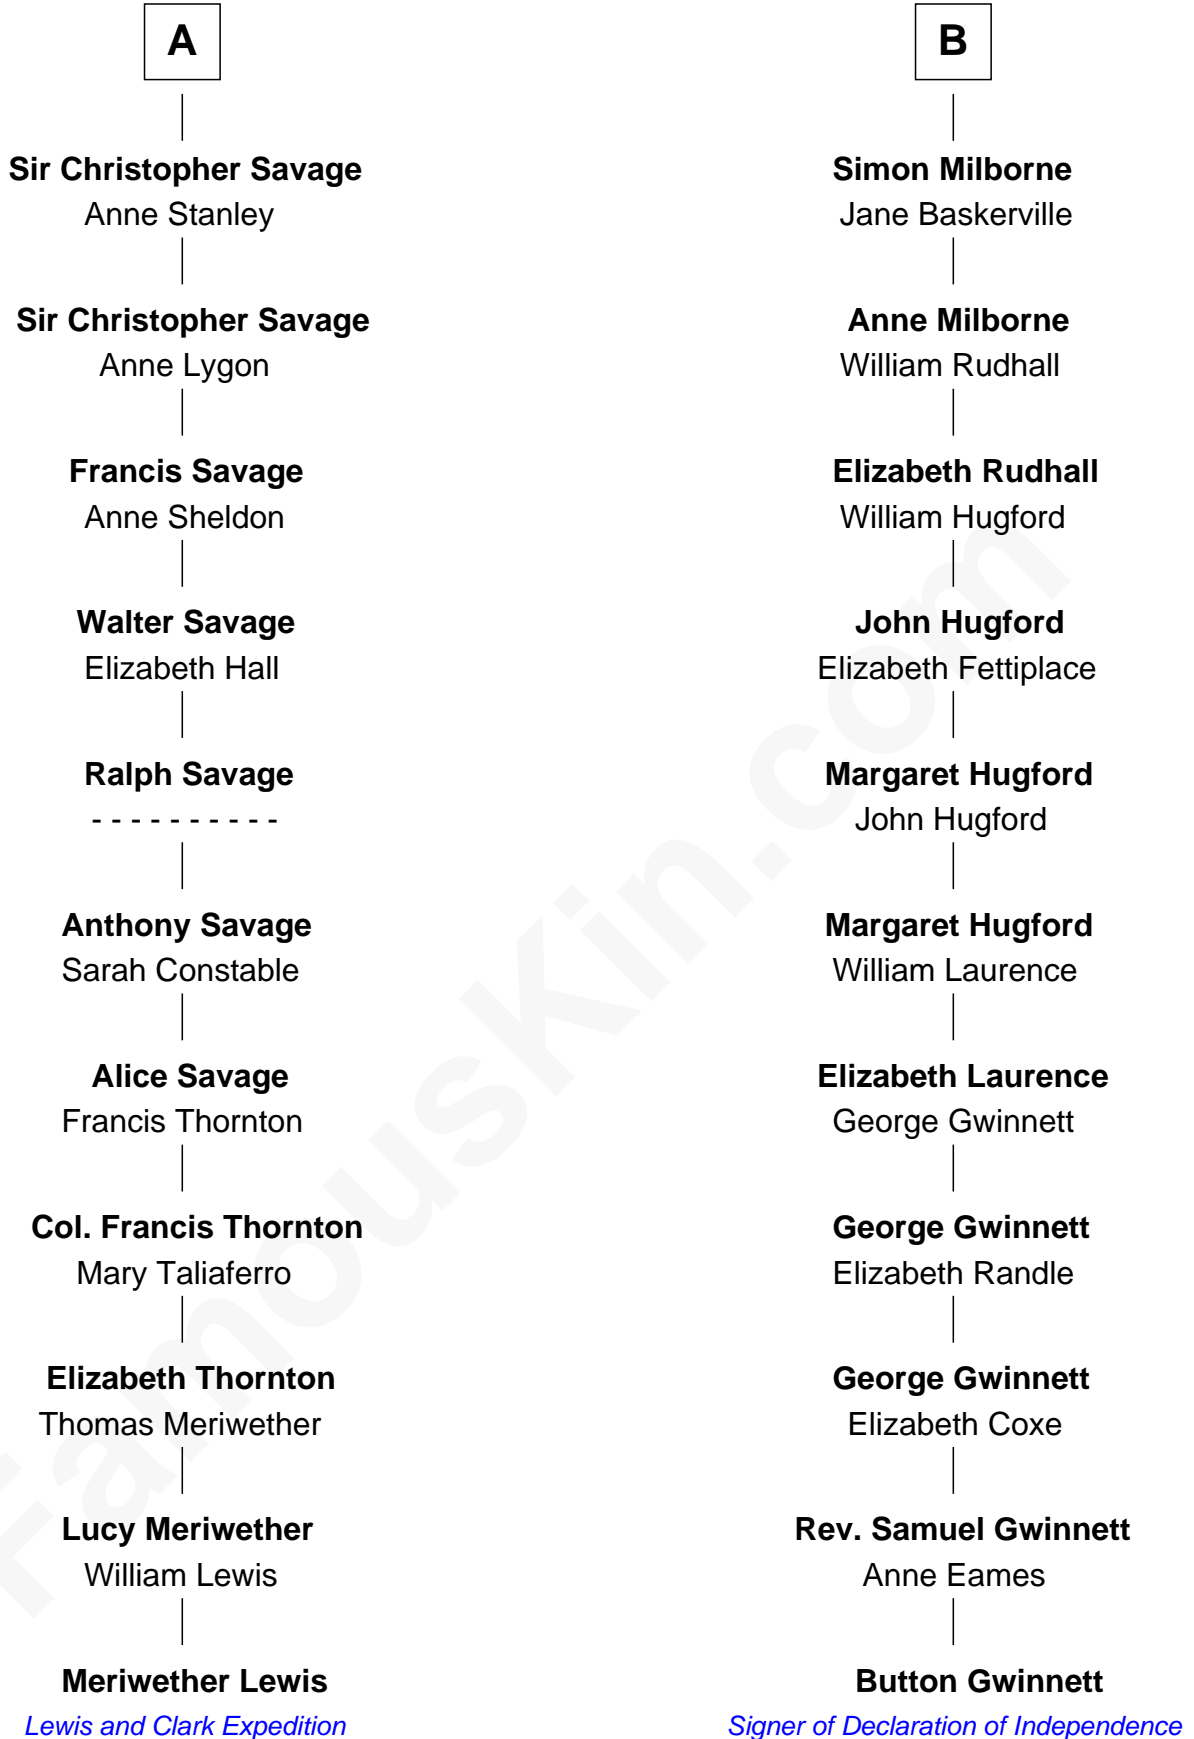 A
Sir Christopher Savage
Anne Stanley
Sir Christopher Savage
Anne Lygon
Francis Savage
Anne Sheldon
Walter Savage
Elizabeth Hall
Ralph Savage
- - - - - - - - - -
Anthony Savage
Sarah Constable
Alice Savage
Francis Thornton
Col. Francis Thornton
Mary Taliaferro
Elizabeth Thornton
Thomas Meriwether
Lucy Meriwether
William Lewis
Meriwether Lewis
Lewis and Clark Expedition
B
Simon Milborne
Jane Baskerville
Anne Milborne
William Rudhall
Elizabeth Rudhall
William Hugford
John Hugford
Elizabeth Fettiplace
Margaret Hugford
John Hugford
Margaret Hugford
William Laurence
Elizabeth Laurence
George Gwinnett
George Gwinnett
Elizabeth Randle
George Gwinnett
Elizabeth Coxe
Rev. Samuel Gwinnett
Anne Eames
Button Gwinnett
Signer of Declaration of Independence
FamousKin.com